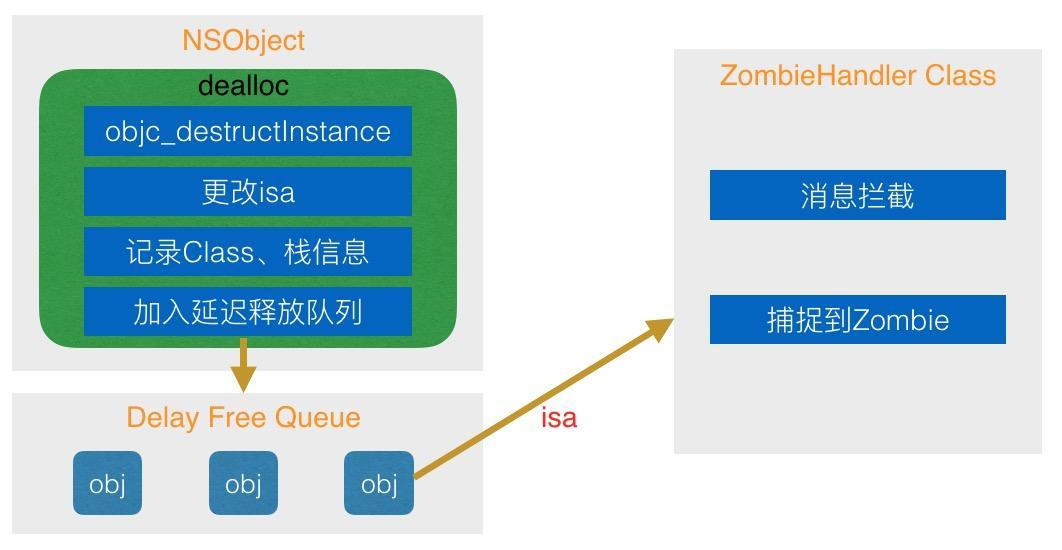 NSObject
dealloc
objc_destructInstance
更改isa
记录Class、栈信息
加入延迟释放队列
Delay Free Queue
obj
obj
obj
isa
ZombieHandler Class
消息拦截
捕捉到Zombie